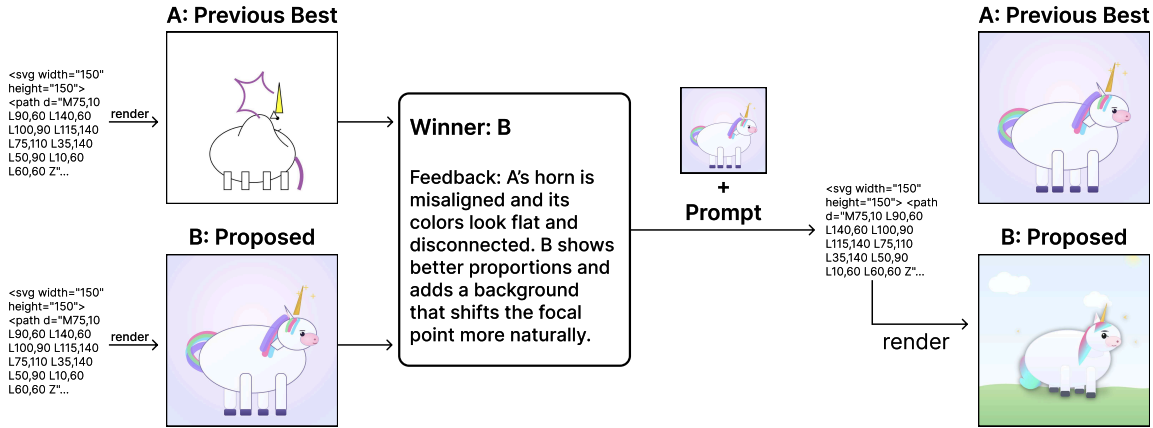 A: Previous Best
<svg width="150"
height="150">
<path d="M75,10
L90,60 L140,60
L100,90 L115,140
L75,110 L35,140
L50,90 L10,60
L60,60 Z"...
render
B: Proposed
<svg width="150"
height="150">
<path d="M75,10
L90,60 L140,60
L100,90 L115,140
L75,110 L35,140
L50,90 L10,60
L60,60 Z"...
render
Winner: B
Feedback: A's horn is
misaligned and its
colors look flat and
disconnected. B shows
better proportions and
adds a background
that shifts the focal
point more naturally.
+
Prompt
<svg width="150"
height="150"> <path
d="M75,10 L90,60
L140,60 L100,90
L115,140 L75,110
L35,140 L50,90
L10,60 L60,60 Z"...
render
A: Previous Best
B: Proposed